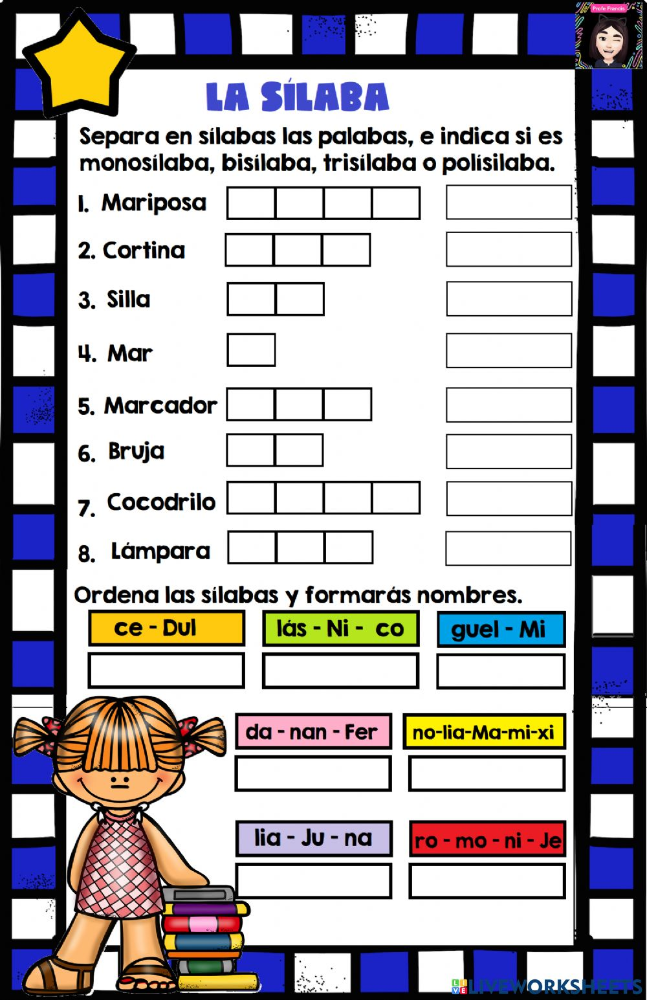 Profe Francis
LA SÍLABA
Separa en sílabas las palabas, e indica si es
monosílaba, bisílaba, trisílaba o polísilaba.
1. Mariposa
2. Cortina
3. Silla
4. Mar
5. Marcador
6. Bruja
7. Cocodrilo
8. Lámpara
Ordena las sílabas y formarás nombres.
ce - Dul
lás - Ni - co
guel - Mi
da - nan - Fer
no-lia-Ma-mi-xi
lia - Ju - na
ro - mo - ni - Je
LIVEWORKSHEETS